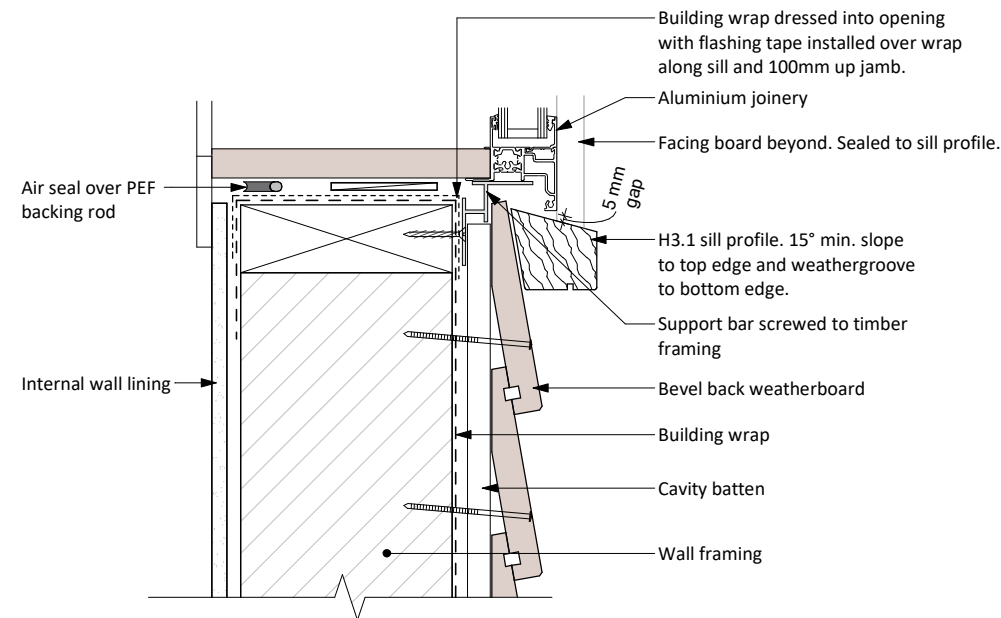 Building wrap dressed into opening
with flashing tape installed over wrap
along sill and 100mm up jamb.
Aluminium joinery
Facing board beyond. Sealed to sill profile.
Air seal over PEF
backing rod
5 mm
gap
H3.1 sill profile. 15° min. slope
to top edge and weathergroove
to bottom edge.
Support bar screwed to timber
framing
Internal wall lining
Bevel back weatherboard
Building wrap
Cavity batten
Wall framing